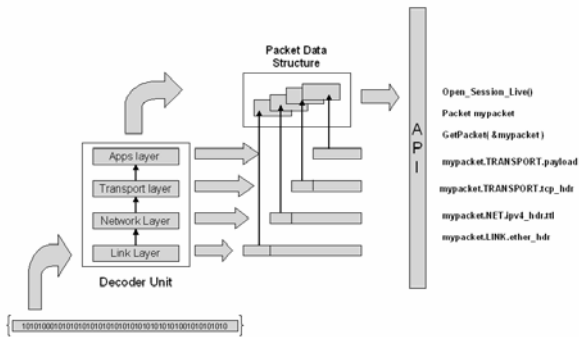 Packet Data
Structure
Open_Session_Live()
Packet mypacket
GetPacket( &mypacket )
mypacket.TRANSPORT.payload
mypacket.TRANSPORT.tcp_hdr
mypacket.NET.ipv4_hdr.ttl
mypacket.LINK.ether_hdr
API
Apps layer
Transport layer
Network Layer
Link Layer
Decoder Unit